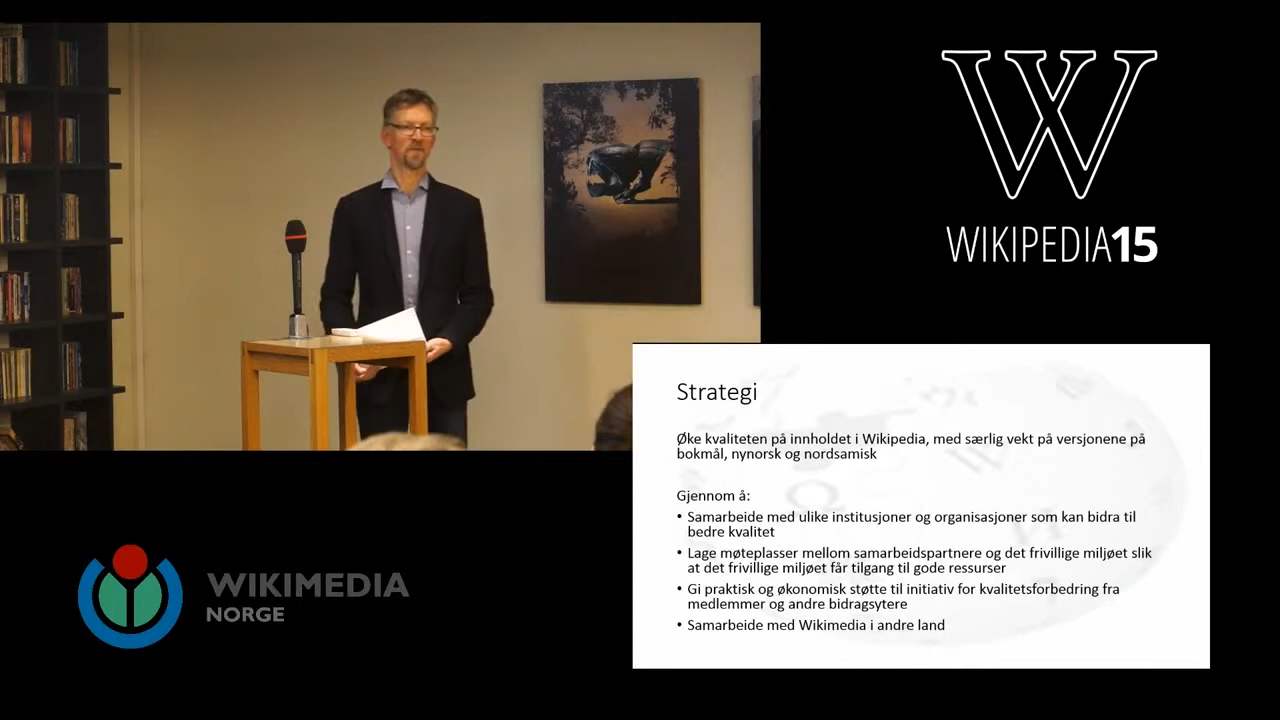 W
WIKIPEDIA15
Strategi
Øke kvaliteten på innholdet i Wikipedia, med særlig vekt på versjonene på
bokmål, nynorsk og nordsamisk
Gjennom å:
• Samarbeide med ulike institusjoner og organisasjoner som kan bidra til
bedre kvalitet
• Lage møteplasser mellom samarbeidspartnere og det frivillige miljøet slik
at det frivillige miljøet får tilgang til gode ressurser
• Gi praktisk og økonomisk støtte til initiativ for kvalitetsforbedring fra
medlemmer og andre bidragsytere
• Samarbeide med Wikimedia i andre land
WIKIMEDIA
NORGE